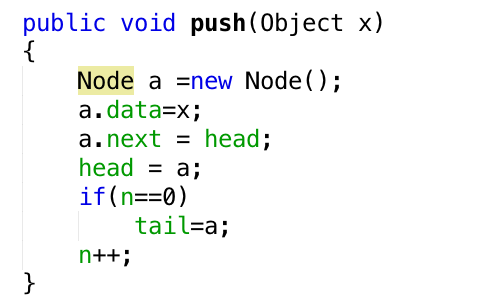 public void push(Object x)
{
    Node a =new Node();
    a.data=x;
    a.next = head;
    head = a;
    if(n==0)
        tail=a;
    n++;
}